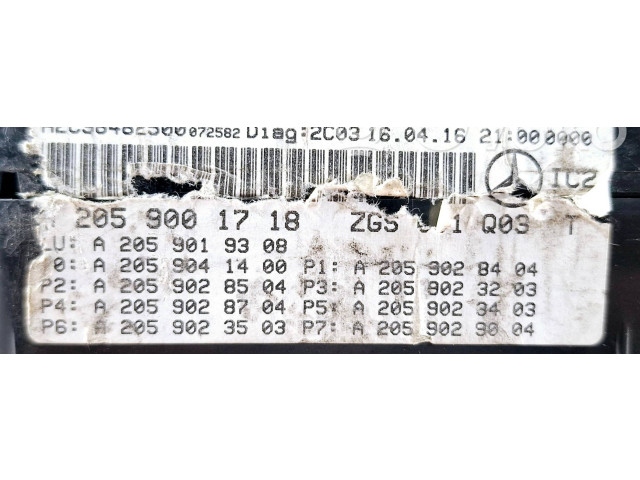 072582 Diag:2C03 16.04.16 21:00
IC2
205 900 17 18 ZGS Q03 T
LU: A 205 901 93 08
0: A 205 904 14 00 P1: A 205 902 84 04
P2: A 205 902 85 04 P3: A 205 902 32 03
P4: A 205 902 87 04 P5: A 205 902 34 03
P6: A 205 902 35 03 P7: A 205 902 90 04